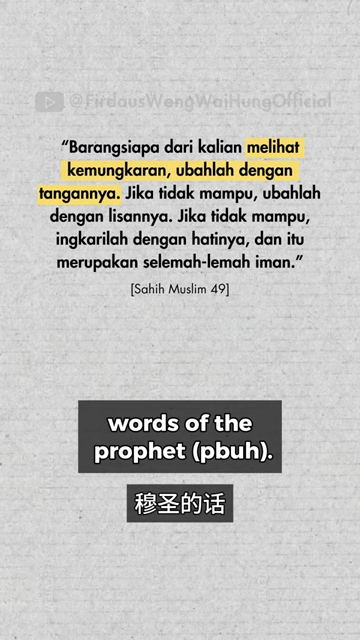 @FirdausWongWaiHungOfficial
“Barangsiapa dari kalian melihat
kemungkaran, ubahlah dengan
tangannya. Jika tidak mampu, ubahlah
dengan lisannya. Jika tidak mampu,
ingkarilah dengan hatinya, dan itu
merupakan selemah-lemah iman.”
[Sahih Muslim 49]
words of the
prophet (pbuh).
穆圣的话